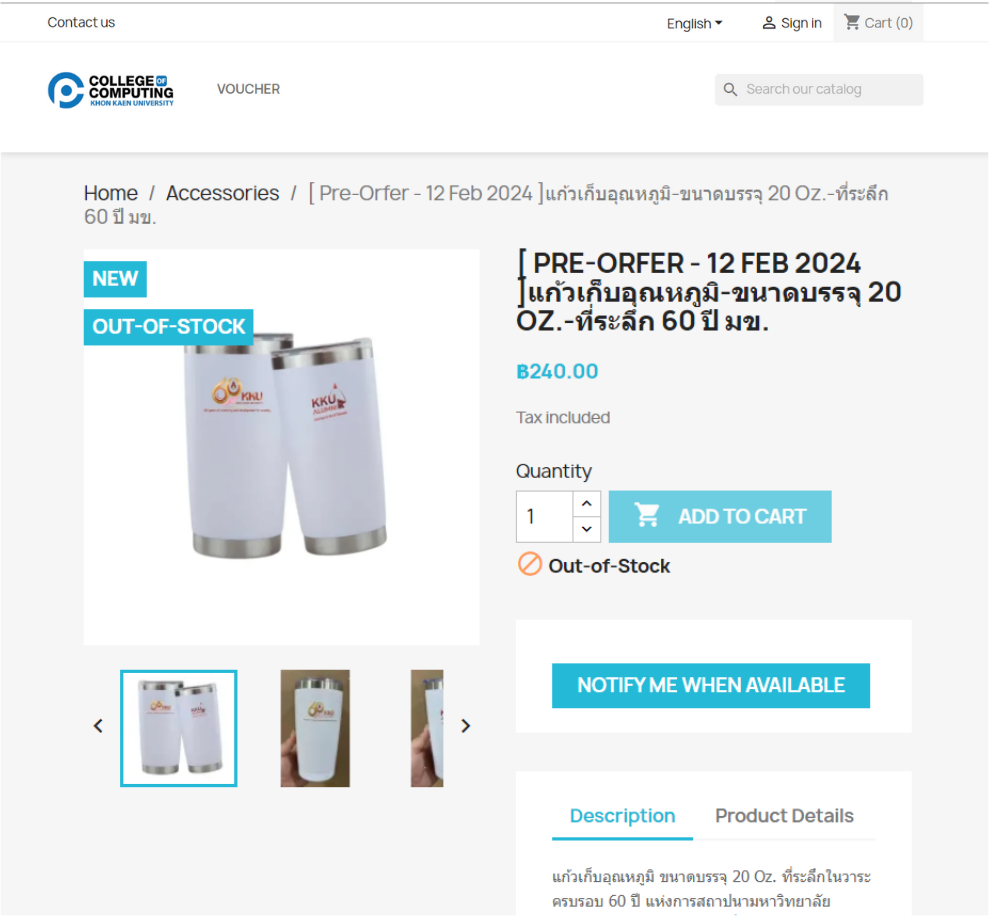 Contact us
English
Sign in
Cart (0)
COLLEGE OF
COMPUTING
KHON KAEN UNIVERSITY
VOUCHER
Search our catalog
Home / Accessories / [ Pre-Orfer - 12 Feb 2024 ]แก้วเก็บอุณหภูมิ-ขนาดบรรจุ 20 Oz.-ที่ระลึก
60 ปี มข.
NEW
OUT-OF-STOCK
60 KKU
KKU
ALUMNI
[ PRE-ORFER - 12 FEB 2024
]แก้วเก็บอุณหภูมิ-ขนาดบรรจุ 20
OZ.-ที่ระลึก 60 ปี มข.
฿240.00
Tax included
Quantity
1
ADD TO CART
Out-of-Stock
NOTIFY ME WHEN AVAILABLE
Description
Product Details
แก้วเก็บอุณหภูมิ ขนาดบรรจุ 20 Oz. ที่ระลึกในวาระ
ครบรอบ 60 ปี แห่งการสถาปนามหาวิทยาลัย